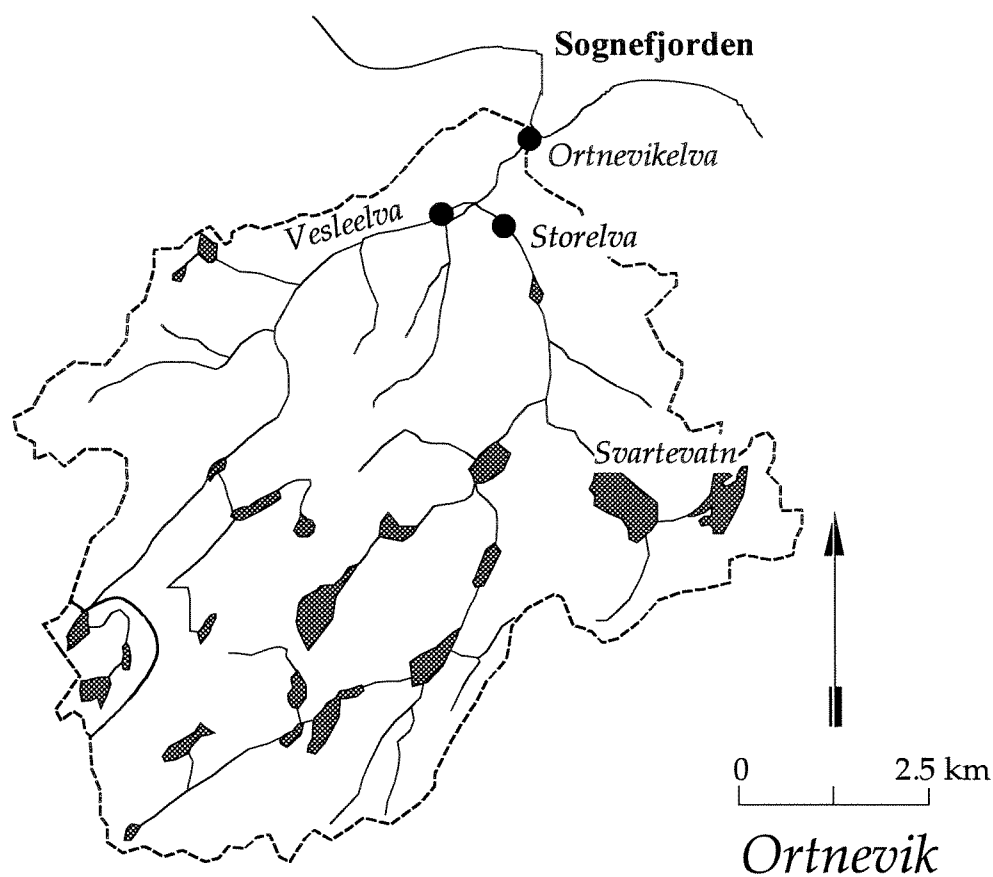 Sognefjorden
Ortnevikelva
Vesleelva
Storelva
Svartevatn
0 2.5 km
Ortnevik